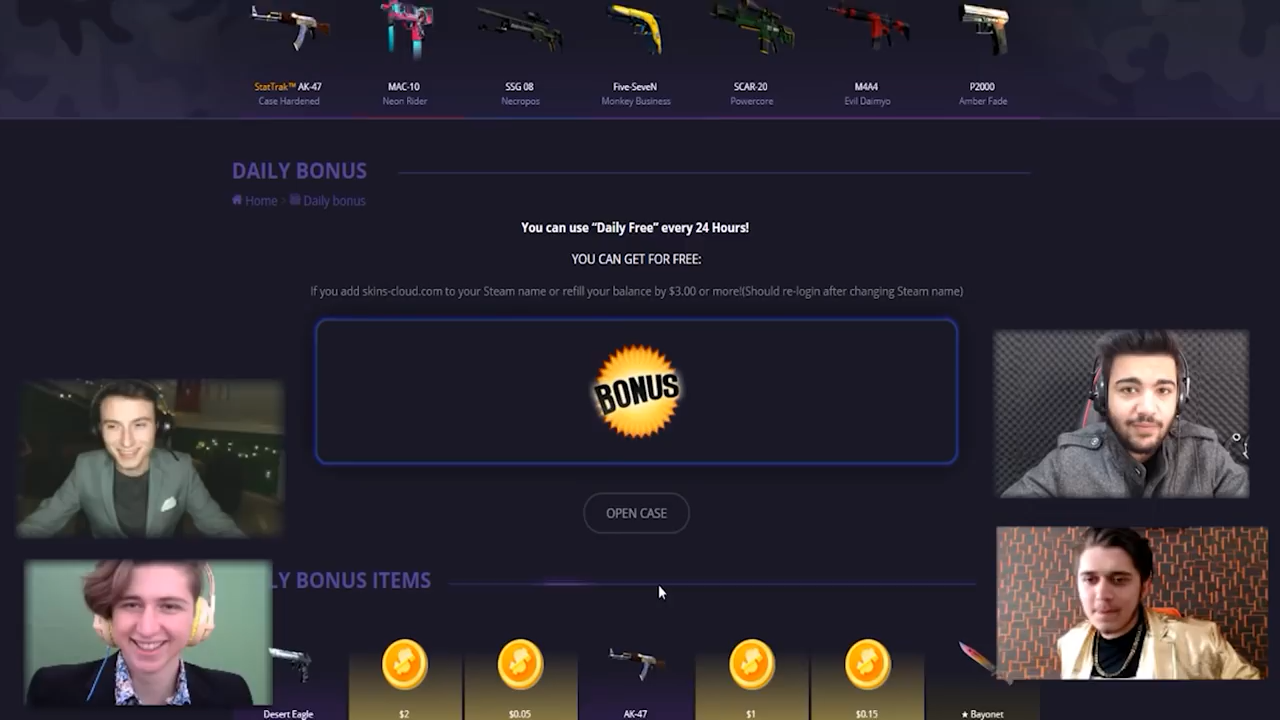 StatTrak™ AK-47
Case Hardened
MAC-10
Neon Rider
SSG 08
Necropos
Five-SeveN
Monkey Business
SCAR-20
Powercore
M4A4
Evil Daimyo
P2000
Amber Fade
DAILY BONUS
Home > Daily bonus
You can use “Daily Free” every 24 Hours!
YOU CAN GET FOR FREE:
If you add skins-cloud.com to your Steam name or refill your balance by $3.00 or more!(Should re-login after changing Steam name)
BONUS
OPEN CASE
LY BONUS ITEMS
Desert Eagle
$2
$0.05
AK-47
$1
$0.15
★ Bayonet